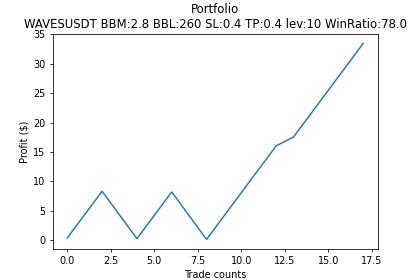 Portfolio
WAVESUSDT BBM:2.8 BBL:260 SL:0.4 TP:0.4 lev:10 WinRatio:78.0
35
30
25
20
15
10
5
0
Profit ($)
0.0 2.5 5.0 7.5 10.0 12.5 15.0 17.5
Trade counts